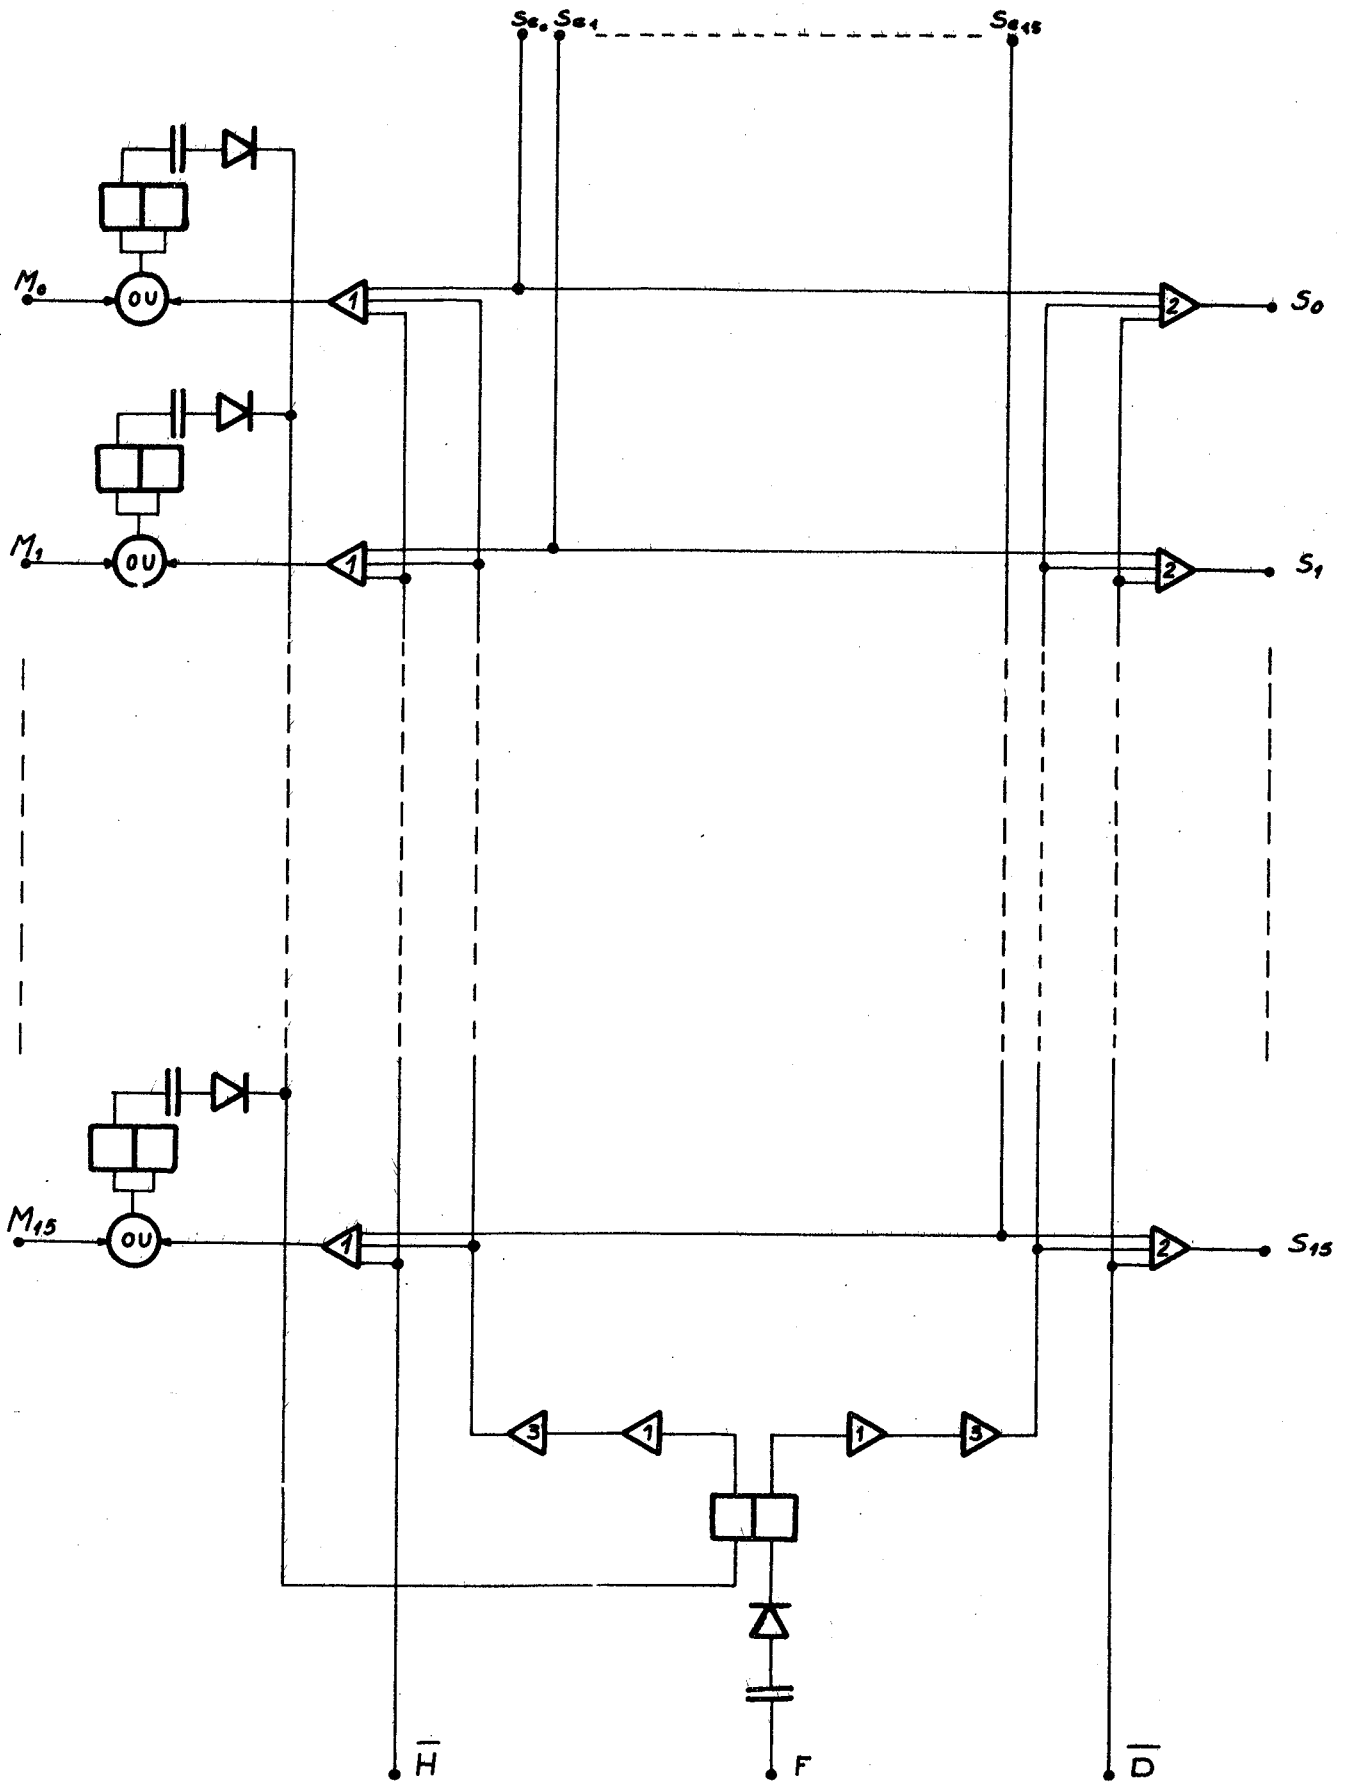 Se₀ Se₁ Se₁₅
M₀ OU 1 2 S₀
M₁ OU 1 2 S₁
M₁₅ OU 1 2 S₁₅
3 1 1 3
H̅ F D̅